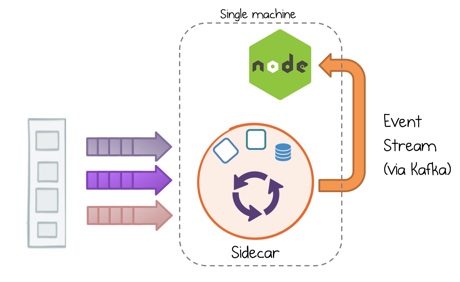 Single machine
node
Event
Stream
(via Kafka)
Sidecar